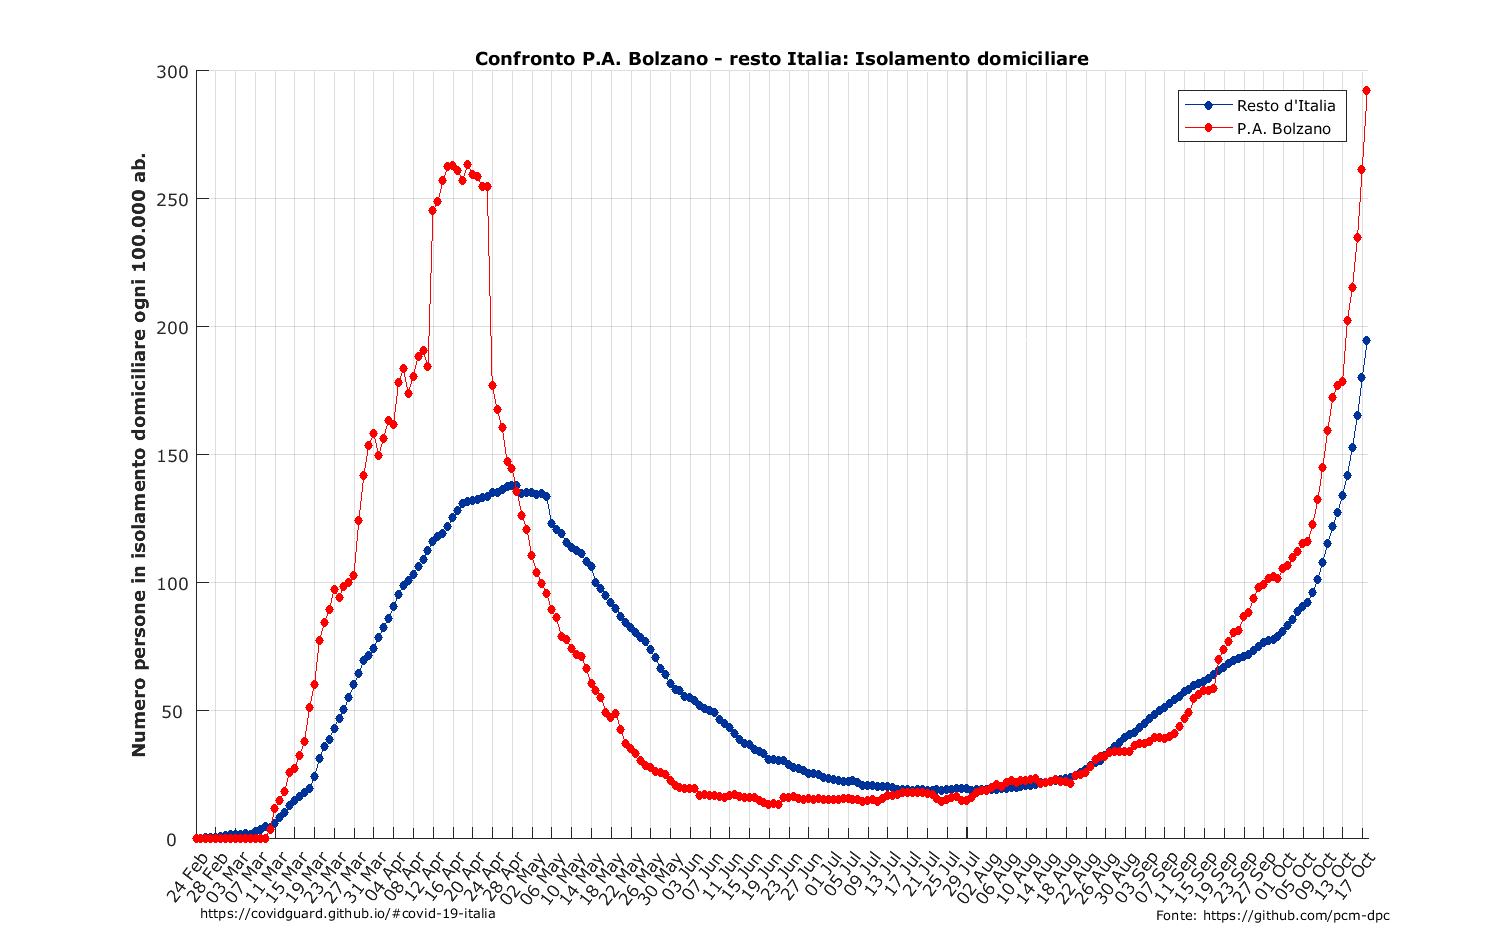 Confronto P.A. Bolzano - resto Italia: Isolamento domiciliare
Numero persone in isolamento domiciliare ogni 100.000 ab.
300
250
200
150
100
50
0
Resto d'Italia
P.A. Bolzano
24 Feb
28 Feb
03 Mar
07 Mar
11 Mar
15 Mar
19 Mar
23 Mar
27 Mar
31 Mar
04 Apr
08 Apr
12 Apr
16 Apr
20 Apr
24 Apr
28 Apr
02 May
06 May
10 May
14 May
18 May
22 May
26 May
30 May
03 Jun
07 Jun
11 Jun
15 Jun
19 Jun
23 Jun
27 Jun
01 Jul
05 Jul
09 Jul
13 Jul
17 Jul
21 Jul
25 Jul
29 Jul
02 Aug
06 Aug
10 Aug
14 Aug
18 Aug
22 Aug
26 Aug
30 Aug
03 Sep
07 Sep
11 Sep
15 Sep
19 Sep
23 Sep
27 Sep
01 Oct
05 Oct
09 Oct
13 Oct
17 Oct
https://covidguard.github.io/#covid-19-italia
Fonte: https://github.com/pcm-dpc